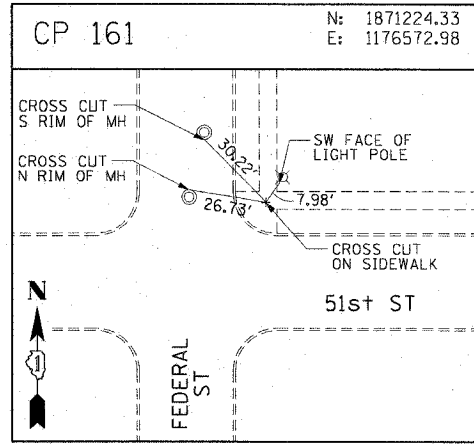 CP 161
N: 1871224.33
E: 1176572.98
CROSS CUT
S RIM OF MH
30.22'
SW FACE OF
LIGHT POLE
CROSS CUT
N RIM OF MH
26.73'
7.98'
CROSS CUT
ON SIDEWALK
N
1
51st ST
FEDERAL
ST